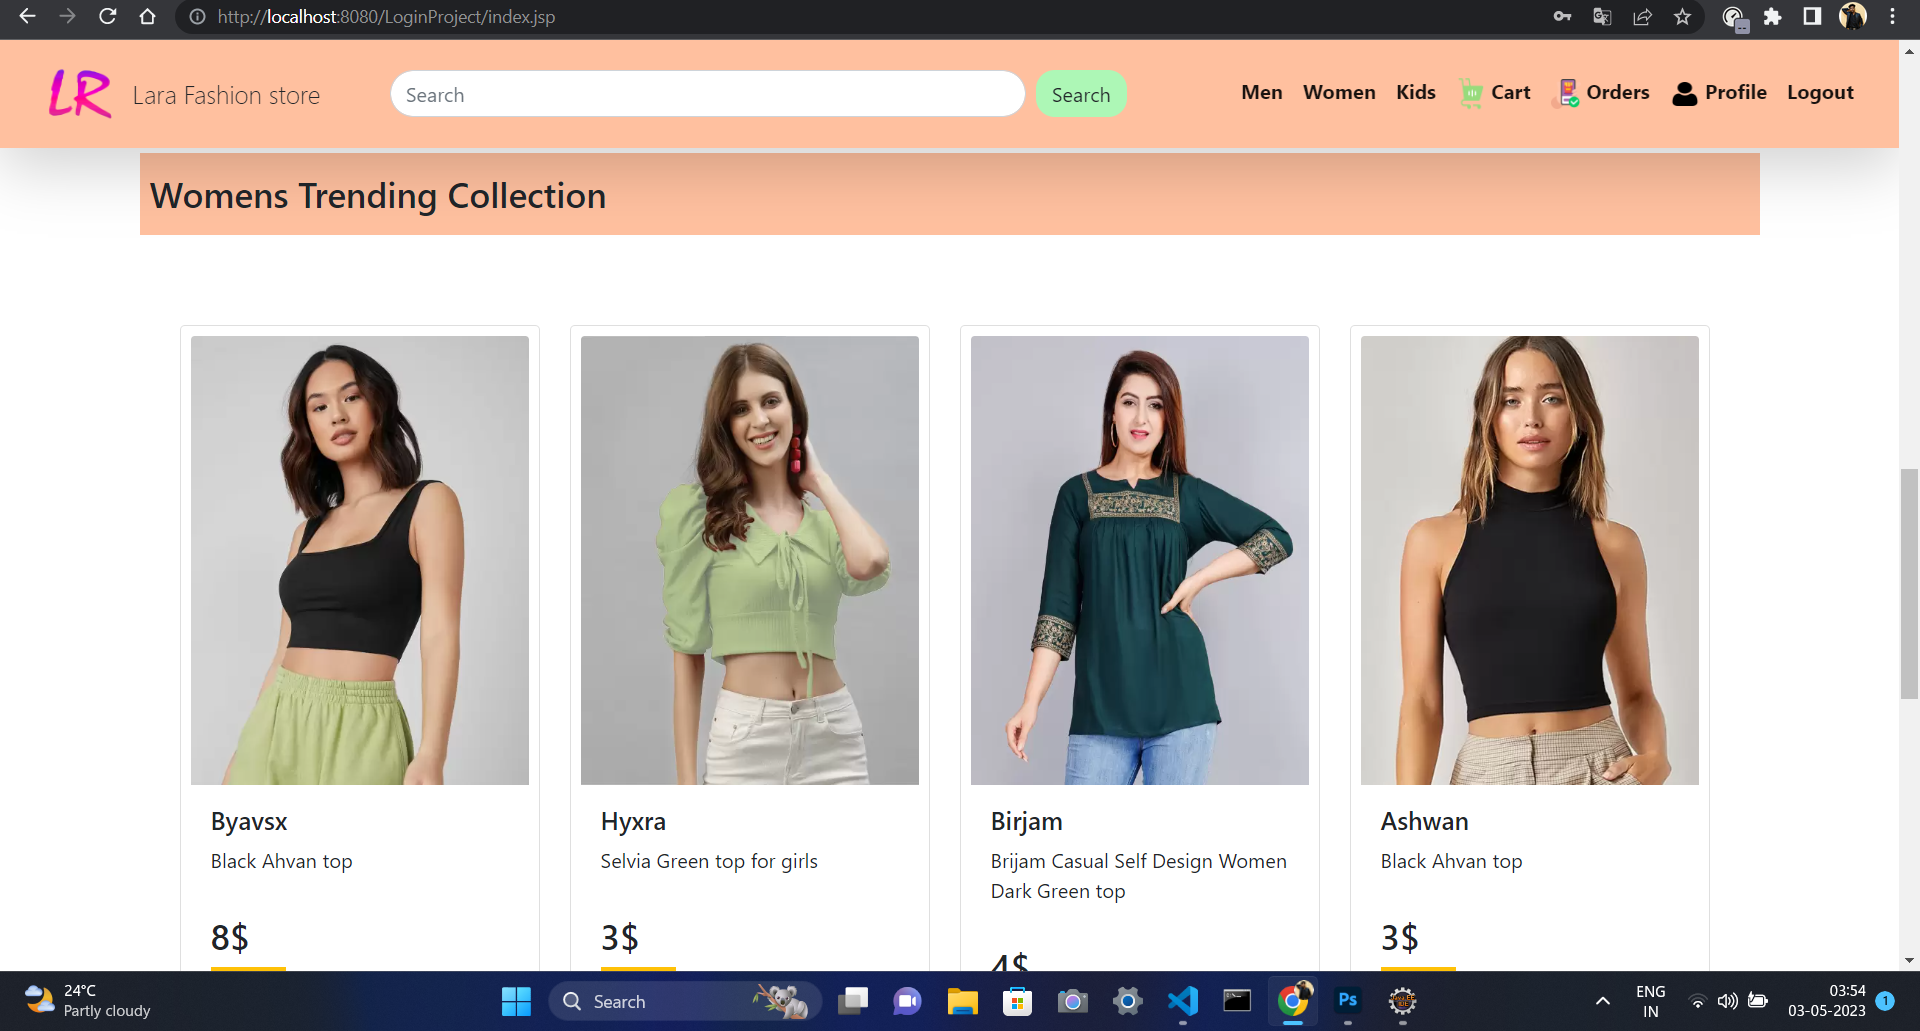 http://localhost:8080/LoginProject/index.jsp
LR
Lara Fashion store
Search
Search
Men
Women
Kids
Cart
Orders
Profile
Logout
Womens Trending Collection
Byavsx
Black Ahvan top
8$
Hyxra
Selvia Green top for girls
3$
Birjam
Brijam Casual Self Design Women
Dark Green top
4$
Ashwan
Black Ahvan top
3$
24°C
Partly cloudy
Search
Ps
ENG
IN
03:54
03-05-2023
1